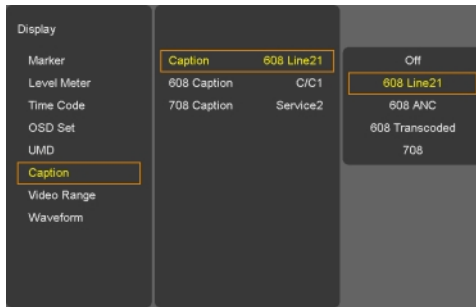 Display
Marker
Level Meter
Time Code
OSD Set
UMD
Caption
Video Range
Waveform
Caption 608 Line21
608 Caption C/C1
708 Caption Service2
Off
608 Line21
608 ANC
608 Transcoded
708